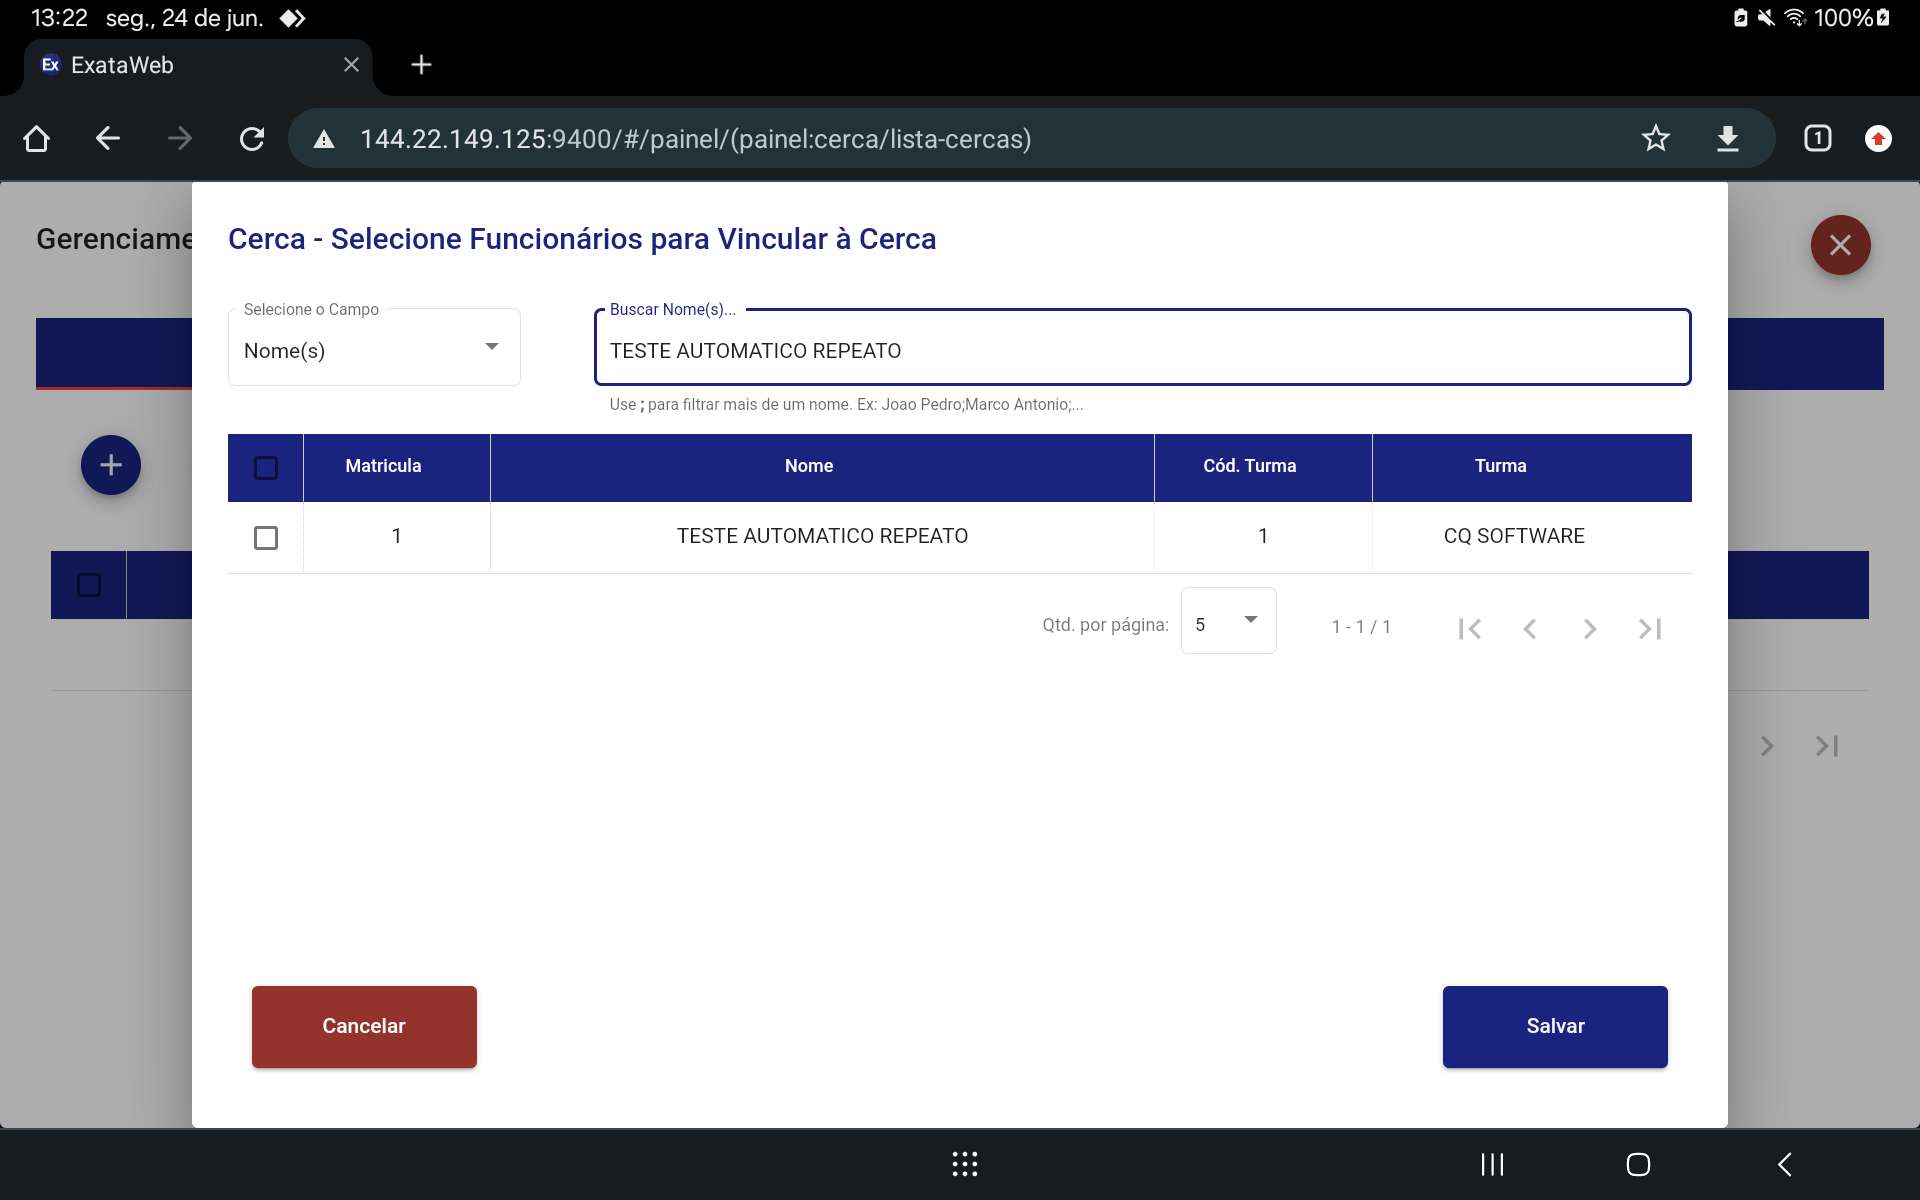 13:22 seg., 24 de jun. 100%
Ex ExataWeb
144.22.149.125:9400/#/painel/(painel:cerca/lista-cercas) 1
Gerenciame
Cerca - Selecione Funcionários para Vincular à Cerca
Selecione o Campo
Nome(s)
Buscar Nome(s)...
TESTE AUTOMATICO REPEATO
Use ; para filtrar mais de um nome. Ex: Joao Pedro;Marco Antonio;...
Matricula Nome Cód. Turma Turma
1 TESTE AUTOMATICO REPEATO 1 CQ SOFTWARE
Qtd. por página: 5 1 - 1 / 1
Cancelar Salvar